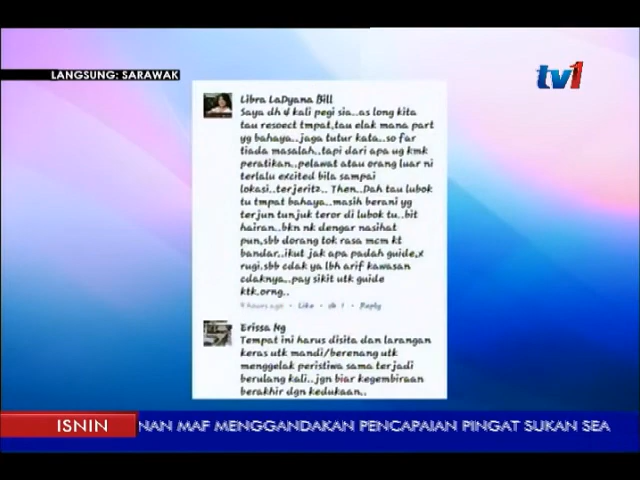 tv1
LANGSUNG: SARAWAK
Libra LaDyana Bill
Saya dh 4 kali pegi sia..as long kita
tau resoect tmpat,tau elak mana part
yg bahaya..jaga tutur kata..so far
tiada masalah..tapi dari apa ug kmk
peratikan..pelawat atau orang luar ni
terlalu excited bila sampai
lokasi..terjerit2.. Then..Dah tau lubok
tu tmpat bahaya..masih berani yg
terjun tunjuk teror di lubok tu..bit
hairan..bkn nk dengar nasihat
pun,sbb dorang tok rasa mcm kt
bandar..ikut jak apa padah guide,x
rugi.sbb cdak ya lbh arif kawasan
cdaknya..pay sikit utk guide
ktk.orng..
9 hours ago · Like · 1 · Reply
Erissa Ng
Tempat ini harus disita dan larangan
keras utk mandi/berenang utk
menggelak peristiwa sama terjadi
berulang kali..jgn biar kegembiraan
berakhir dgn kedukaan..
ISNIN
NAN MAF MENGGANDAKAN PENCAPAIAN PINGAT SUKAN SEA